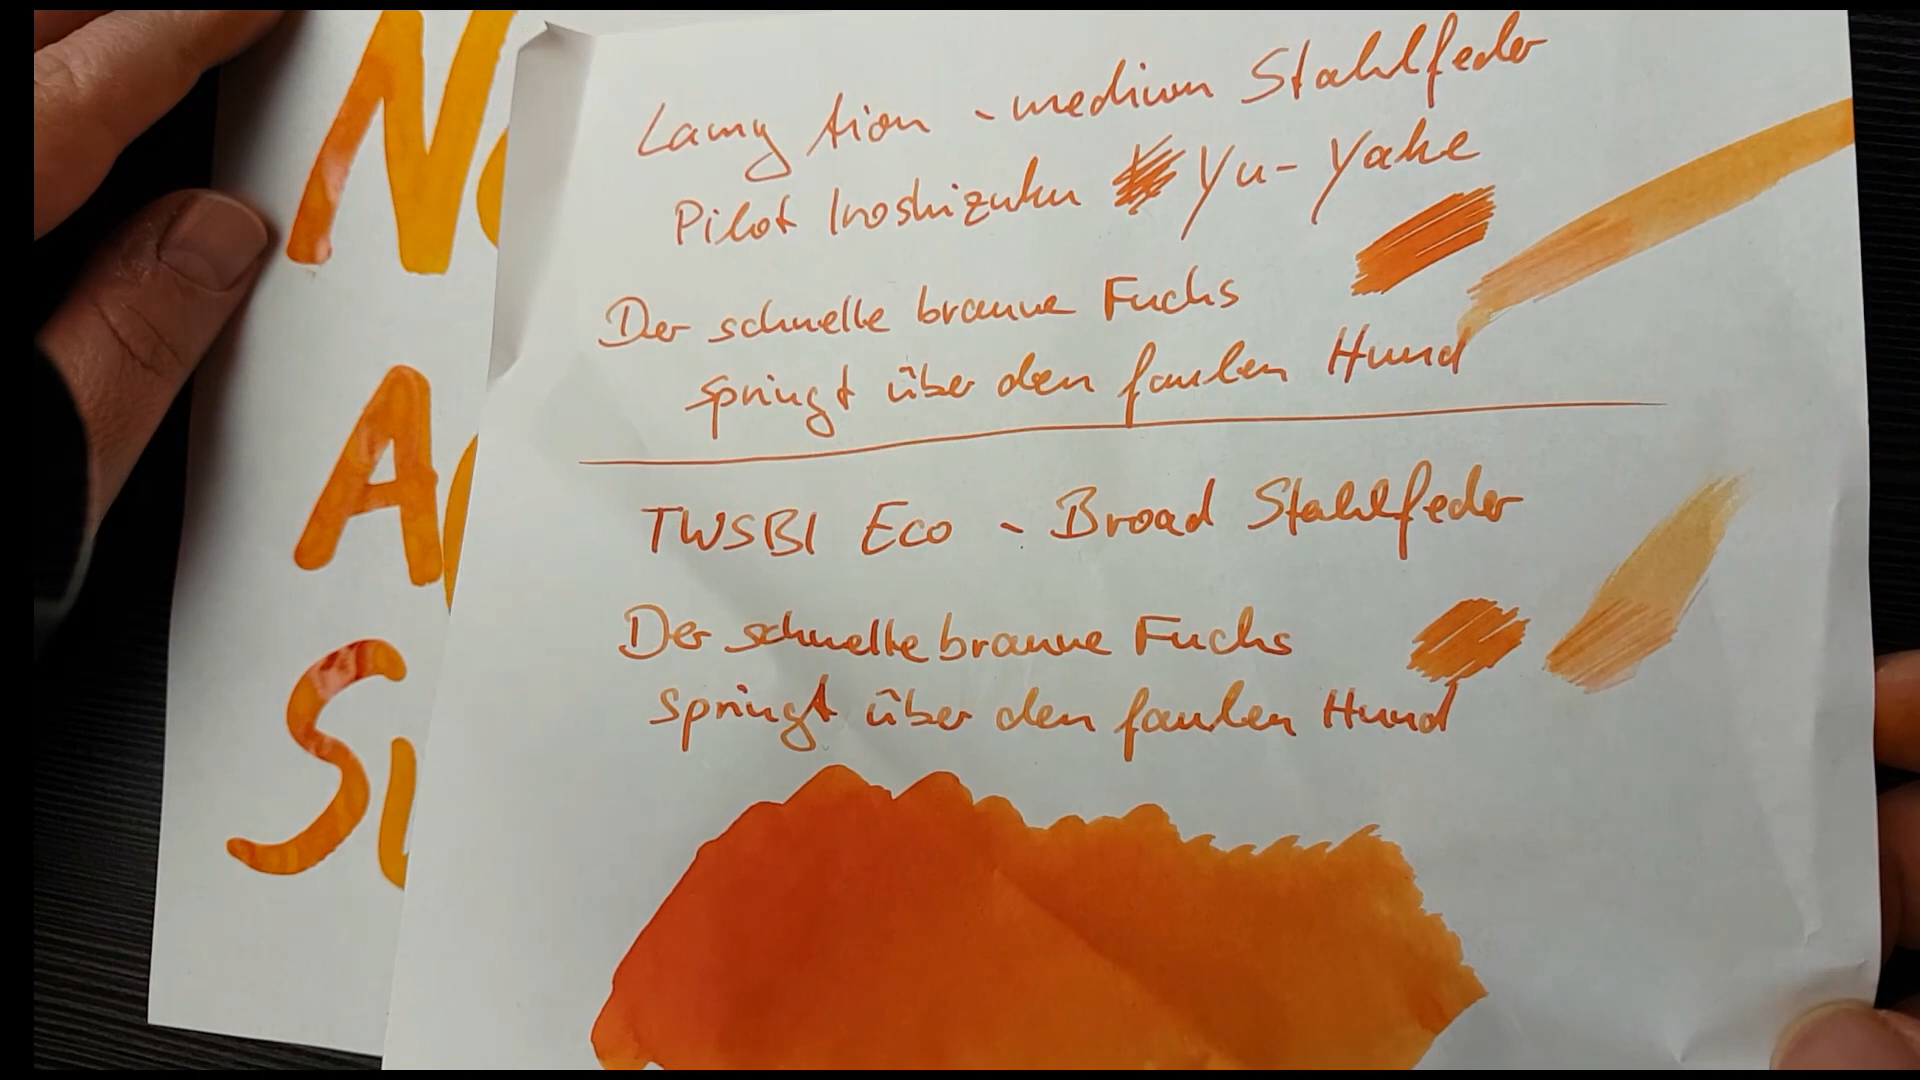 N
A
S
Lamy Aion - medium Stahlfeder
Pilot Iroshizuku Yu-Yake
Der schnelle braune Fuchs
springt über den faulen Hund
TWSBI Eco - Broad Stahlfeder
Der schnelle braune Fuchs
springt über den faulen Hund